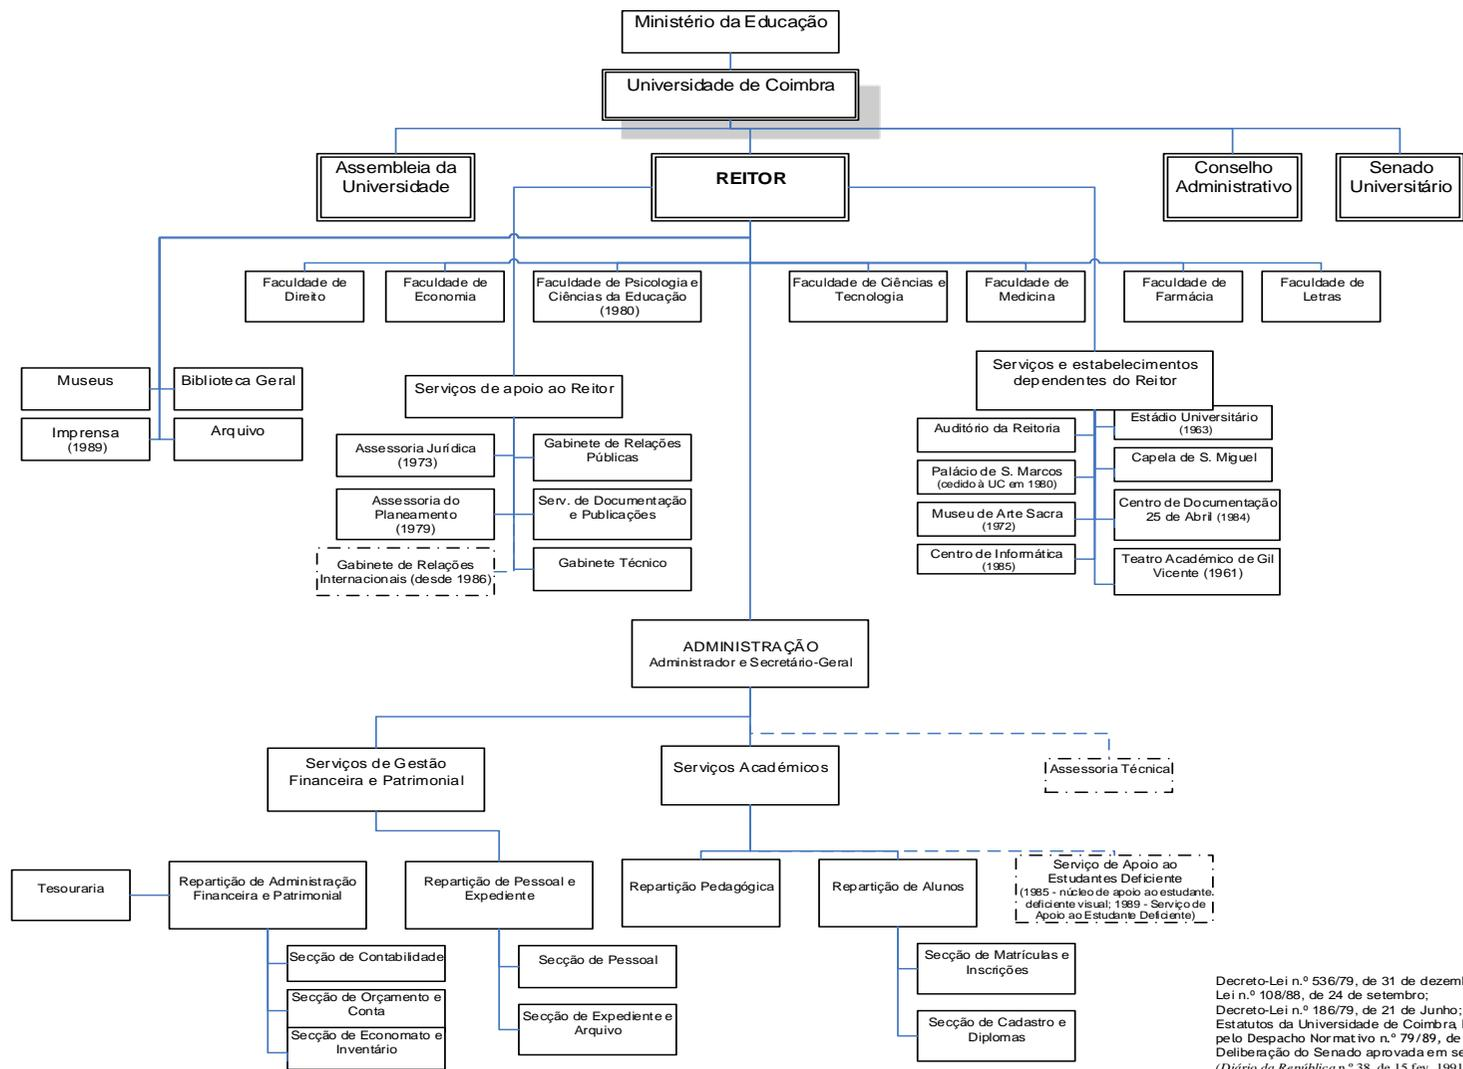 Ministério da Educação
Universidade de Coimbra
Assembleia da
Universidade
REITOR
Conselho
Administrativo
Senado
Universitário
Faculdade de
Direito
Faculdade de
Economia
Faculdade de Psicologia e
Ciências da Educação
(1980)
Faculdade de Ciências e
Tecnologia
Faculdade de
Medicina
Faculdade de
Farmácia
Faculdade de
Letras
Museus
Biblioteca Geral
Imprensa
(1989)
Arquivo
Serviços de apoio ao Reitor
Assessoria Jurídica
(1973)
Gabinete de Relações
Públicas
Assessoria do
Planeamento
(1979)
Serv. de Documentação
e Publicações
Gabinete de Relações
Internacionais (desde 1986)
Gabinete Técnico
Serviços e estabelecimentos
dependentes do Reitor
Auditório da Reitoria
Estádio Universitário
(1963)
Palácio de S. Marcos
(cedido à UC em 1980)
Capela de S. Miguel
Museu de Arte Sacra
(1972)
Centro de Documentação
25 de Abril (1984)
Centro de Informática
(1985)
Teatro Académico de Gil
Vicente (1961)
ADMINISTRAÇÃO
Administrador e Secretário-Geral
Serviços de Gestão
Financeira e Patrimonial
Serviços Académicos
Assessoria Técnica
Tesouraria
Repartição de Administração
Financeira e Patrimonial
Repartição de Pessoal e
Expediente
Repartição Pedagógica
Repartição de Alunos
Serviço de Apoio ao
Estudantes Deficiente
(1985 - núcleo de apoio ao estudante
deficiente visual; 1989 - Serviço de
Apoio ao Estudante Deficiente)
Secção de Contabilidade
Secção de Orçamento e
Conta
Secção de Economato e
Inventário
Secção de Pessoal
Secção de Expediente e
Arquivo
Secção de Matrículas e
Inscrições
Secção de Cadastro e
Diplomas
Decreto-Lei n.º 536/79, de 31 de
Lei n.º 108/88, de 24 de setembro;
Decreto-Lei n.º 186/79, de 21 de Junho;
Estatutos da Universidade de Coimbra,
pelo Despacho Normativo n.º 79/89, de
Deliberação do Senado aprovada em
(Diário da República n.º 38, de 15 fev. 1991